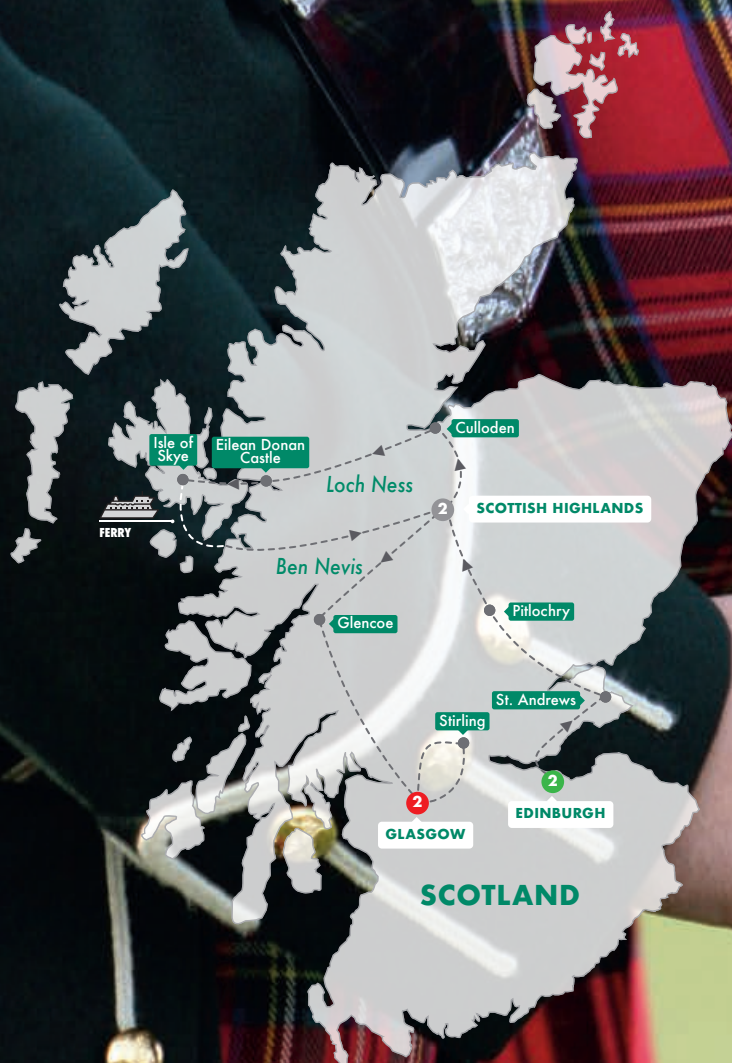 Culloden
Isle of
Skye
Eilean Donan
Castle
Loch Ness
2
SCOTTISH HIGHLANDS
FERRY
Ben Nevis
Pitlochry
Glencoe
St. Andrews
Stirling
2
EDINBURGH
2
GLASGOW
SCOTLAND